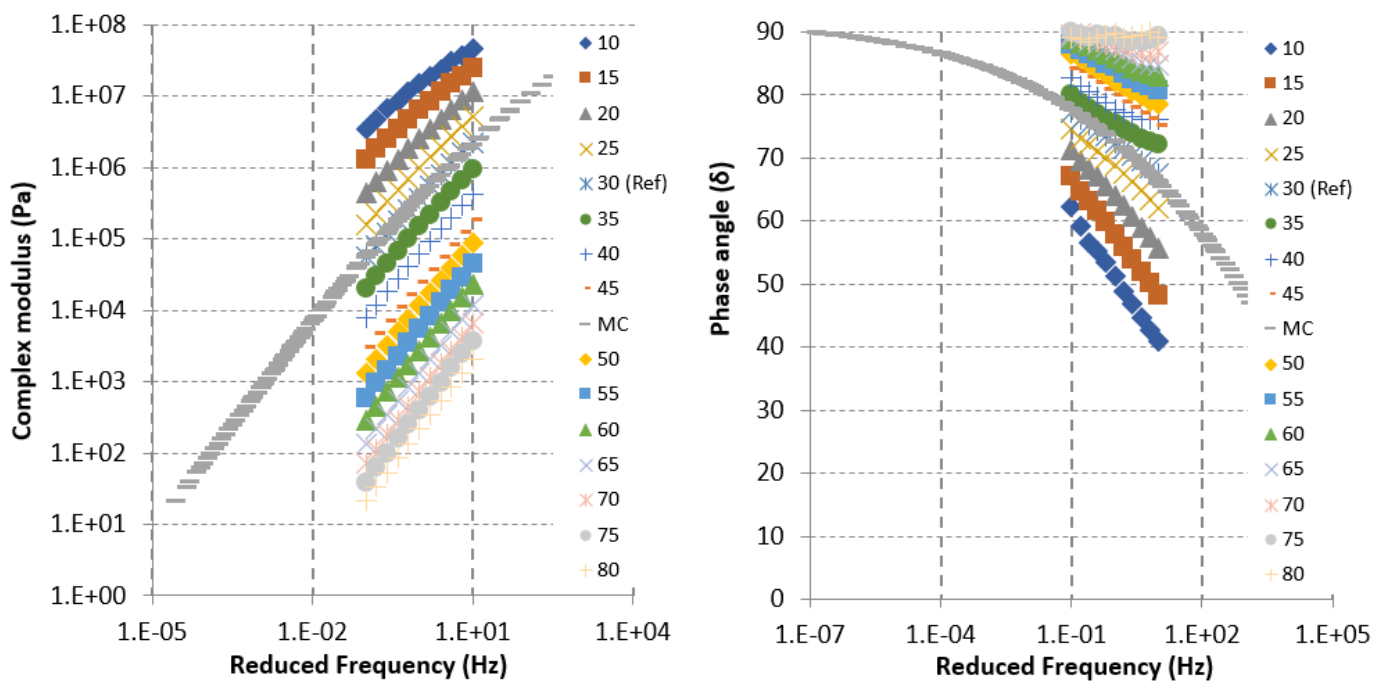 Complex modulus (Pa)
1.E+08
1.E+07
1.E+06
1.E+05
1.E+04
1.E+03
1.E+02
1.E+01
1.E+00
1.E-05
1.E-02
1.E+01
1.E+04
Reduced Frequency (Hz)
10
15
20
25
30 (Ref)
35
40
45
MC
50
55
60
65
70
75
80
Phase angle (δ)
90
80
70
60
50
40
30
20
10
0
1.E-07
1.E-04
1.E-01
1.E+02
1.E+05
Reduced Frequency (Hz)
10
15
20
25
30 (Ref)
35
40
45
MC
50
55
60
65
70
75
80